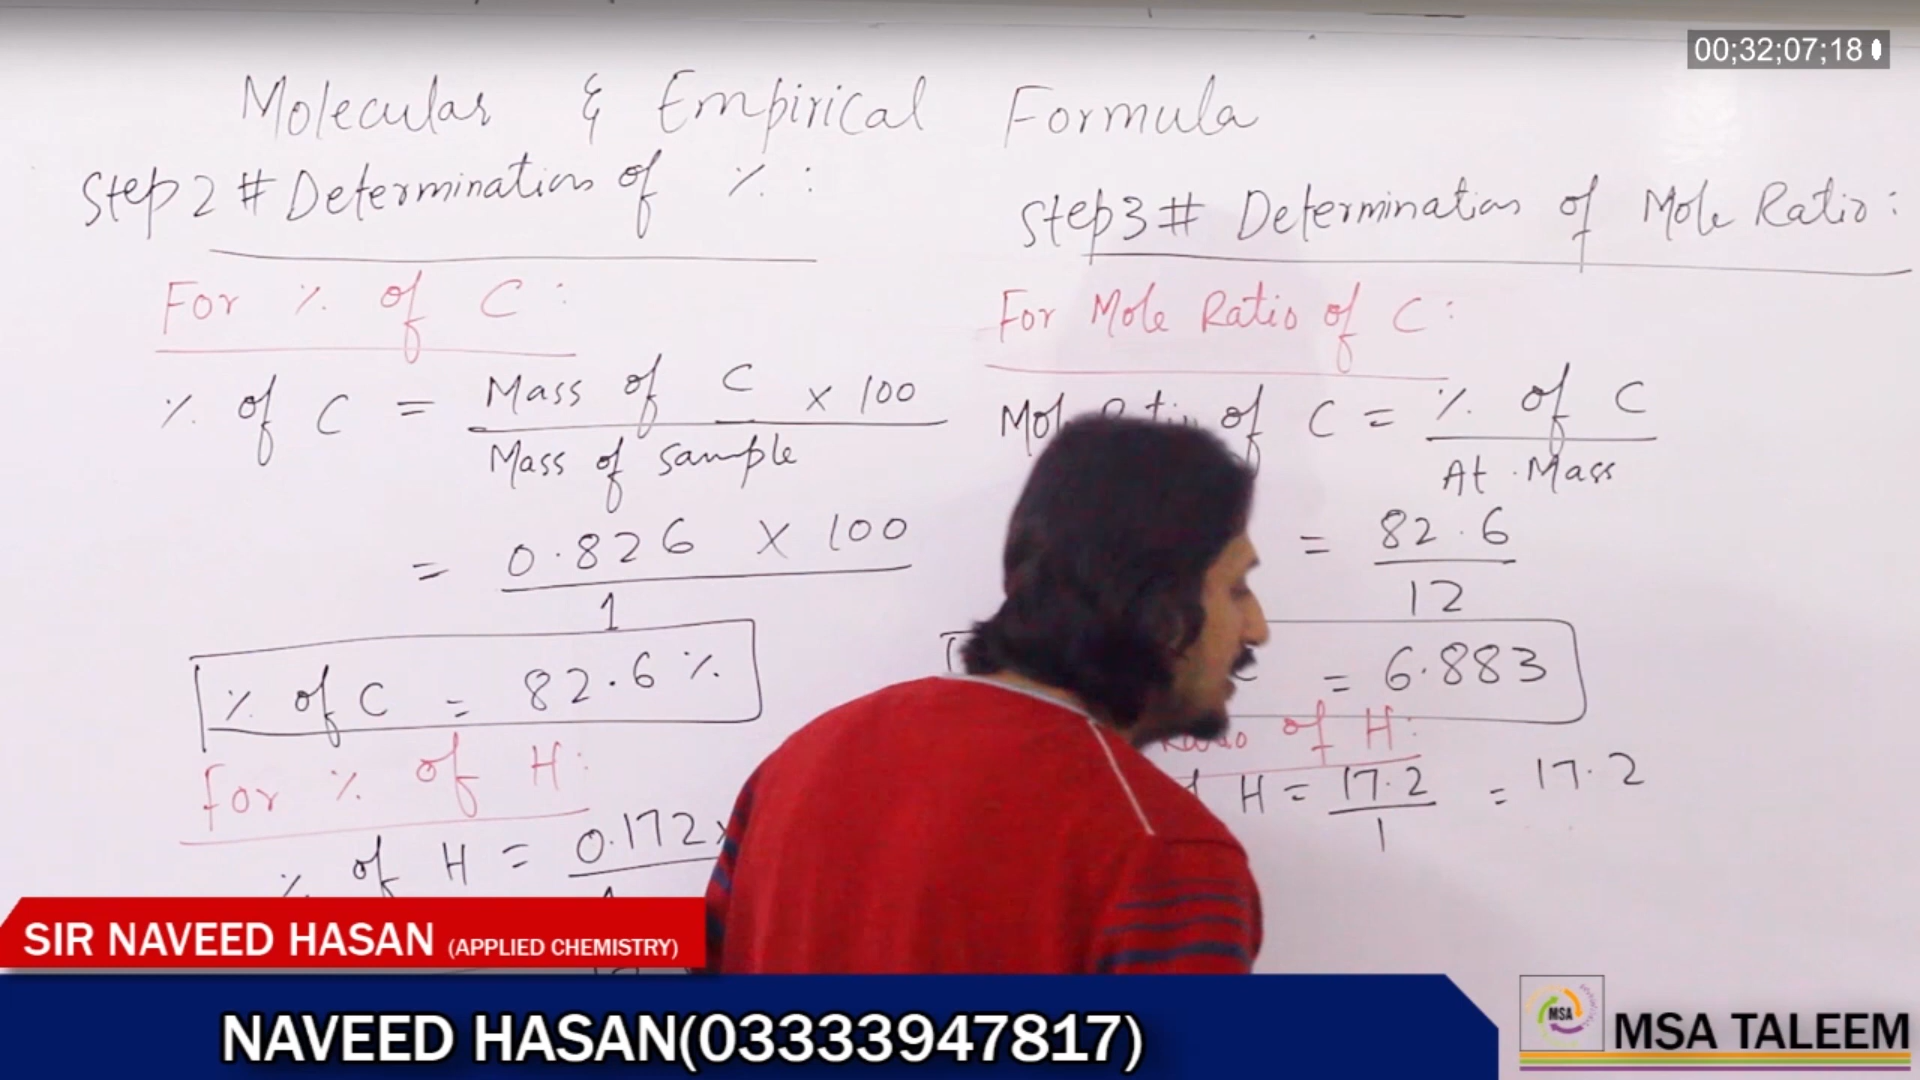 00;32;07;18
Molecular & Empirical Formula
Step 2 # Determination of % :
For % of C :
% of C = Mass of C x 100
Mass of sample
= 0.826 x 100
1
% of C = 82.6 %
For % of H :
% of H = 0.172 x
Step 3 # Determination of Mole Ratio :
For Mole Ratio of C :
of C = % of C
At. Mass
= 82.6
12
= 6.883
Ratio of H :
H = 17.2 = 17.2
1
SIR NAVEED HASAN (APPLIED CHEMISTRY)
NAVEED HASAN(03333947817)
MSA
MSA TALEEM